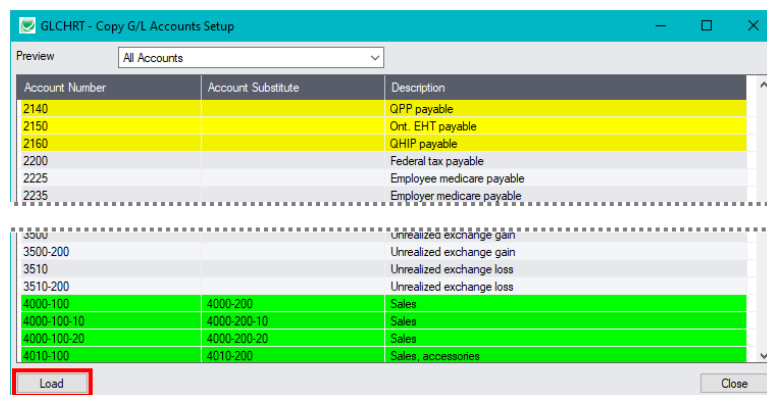 GLCHRT - Copy G/L Accounts Setup
Preview All Accounts
Account Number Account Substitute Description
2140 QPP payable
2150 Ont. EHT payable
2160 QHIP payable
2200 Federal tax payable
2225 Employee medicare payable
2235 Employer medicare payable
3500 Unrealized exchange gain
3500-200 Unrealized exchange gain
3510 Unrealized exchange loss
3510-200 Unrealized exchange loss
4000-100 4000-200 Sales
4000-100-10 4000-200-10 Sales
4000-100-20 4000-200-20 Sales
4010-100 4010-200 Sales, accessories
Load Close